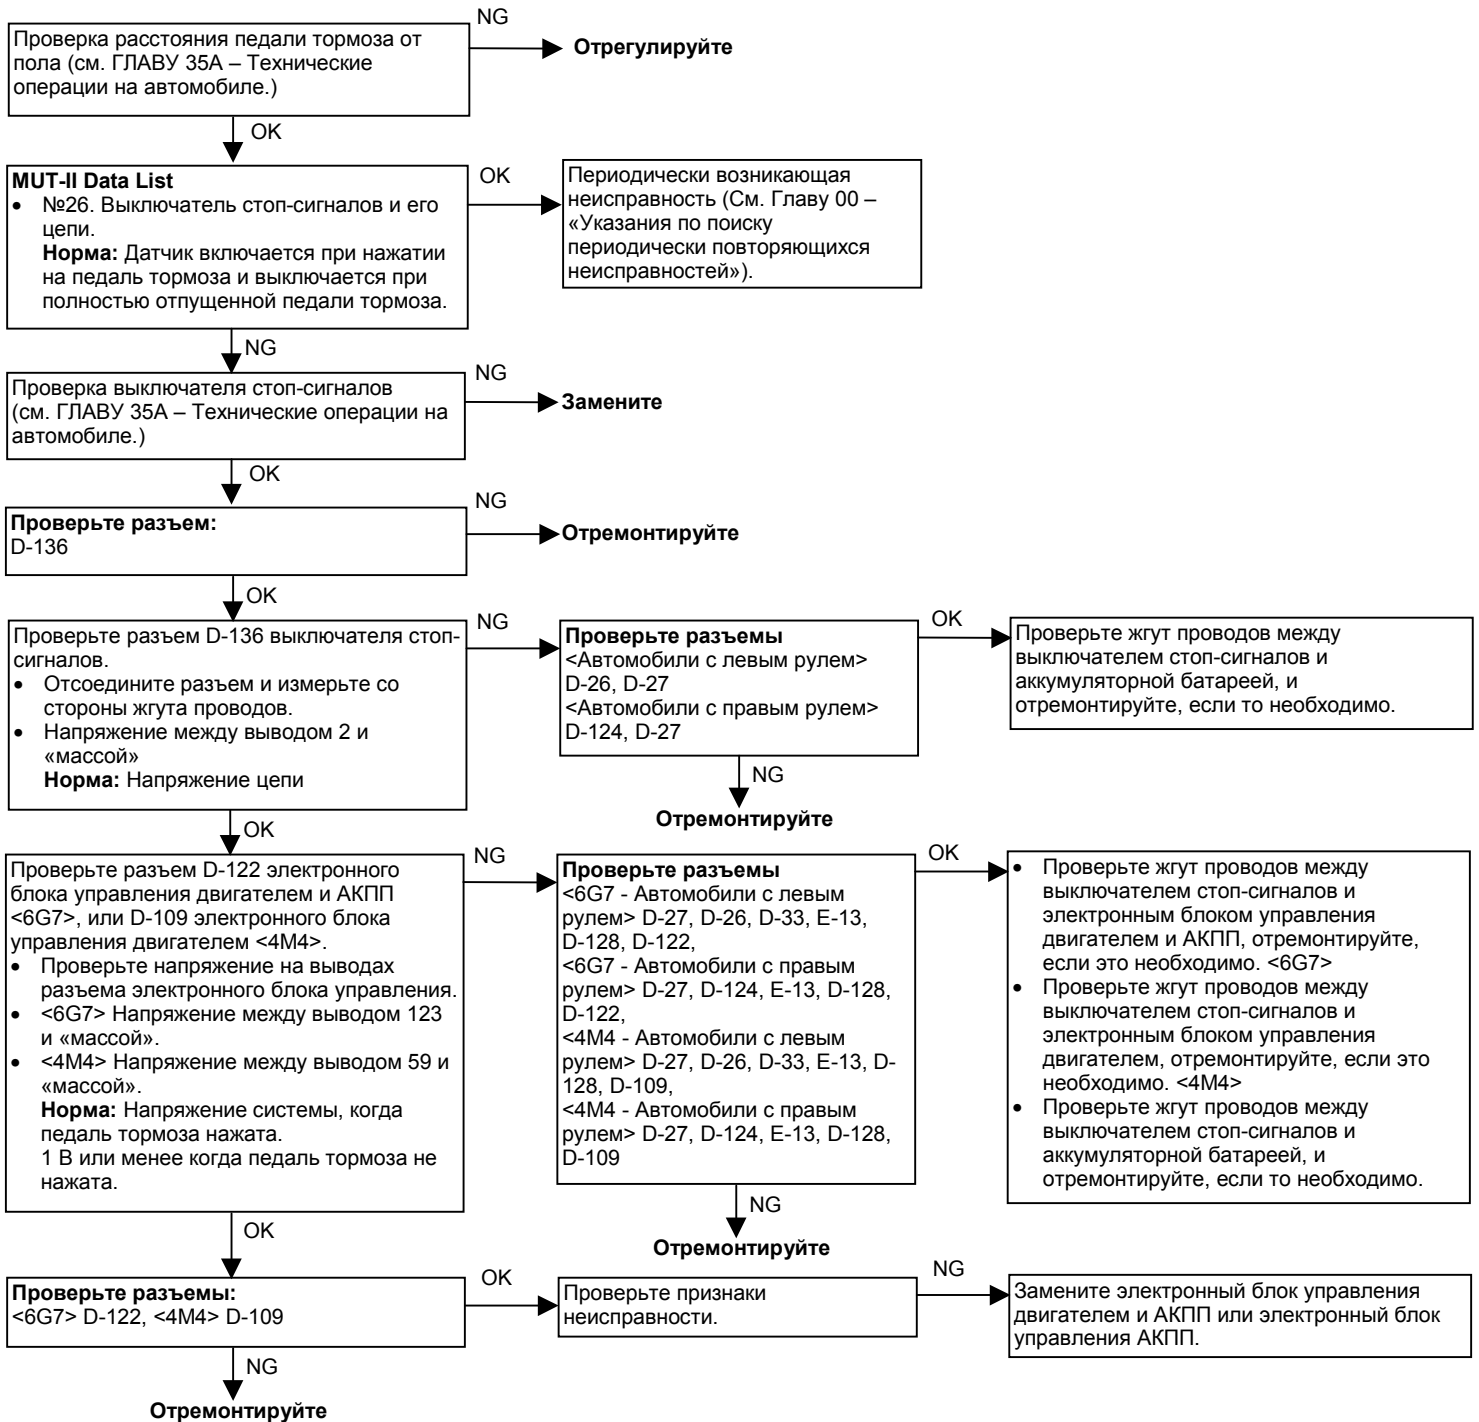 NG
Проверка расстояния педали тормоза от
пола (см. ГЛАВУ 35А – Технические
операции на автомобиле.)
Отрегулируйте
OK
MUT-II Data List
• №26. Выключатель стоп-сигналов и его
цепи.
Норма: Датчик включается при нажатии
на педаль тормоза и выключается при
полностью отпущенной педали тормоза.
OK
Периодически возникающая
неисправность (См. Главу 00 –
«Указания по поиску
периодически повторяющихся
неисправностей»).
NG
Проверка выключателя стоп-сигналов
(см. ГЛАВУ 35А – Технические операции на
автомобиле.)
NG
Замените
OK
Проверьте разъем:
D-136
NG
Отремонтируйте
OK
Проверьте разъем D-136 выключателя стоп-
сигналов.
• Отсоедините разъем и измерьте со
стороны жгута проводов.
• Напряжение между выводом 2 и
«массой»
Норма: Напряжение цепи
NG
Проверьте разъемы
<Автомобили с левым рулем>
D-26, D-27
<Автомобили с правым рулем>
D-124, D-27
OK
Проверьте жгут проводов между
выключателем стоп-сигналов и
аккумуляторной батареей, и
отремонтируйте, если то необходимо.
NG
Отремонтируйте
OK
Проверьте разъем D-122 электронного
блока управления двигателем и АКПП
<6G7>, или D-109 электронного блока
управления двигателем <4M4>.
• Проверьте напряжение на выводах
разъема электронного блока управления.
• <6G7> Напряжение между выводом 123
и «массой».
• <4M4> Напряжение между выводом 59 и
«массой».
Норма: Напряжение системы, когда
педаль тормоза нажата.
1 В или менее когда педаль тормоза не
нажата.
NG
Проверьте разъемы
<6G7 - Автомобили с левым
рулем> D-27, D-26, D-33, E-13,
D-128, D-122,
<6G7 - Автомобили с правым
рулем> D-27, D-124, E-13, D-128,
D-122,
<4M4 - Автомобили с левым
рулем> D-27, D-26, D-33, E-13, D-
128, D-109,
<4M4 - Автомобили с правым
рулем> D-27, D-124, E-13, D-128,
D-109
OK
• Проверьте жгут проводов между
выключателем стоп-сигналов и
электронным блоком управления
двигателем и АКПП, отремонтируйте,
если это необходимо. <6G7>
• Проверьте жгут проводов между
выключателем стоп-сигналов и
электронным блоком управления
двигателем, отремонтируйте, если это
необходимо. <4M4>
• Проверьте жгут проводов между
выключателем стоп-сигналов и
аккумуляторной батареей, и
отремонтируйте, если то необходимо.
NG
Отремонтируйте
OK
Проверьте разъемы:
<6G7> D-122, <4M4> D-109
OK
Проверьте признаки
неисправности.
NG
Замените электронный блок управления
двигателем и АКПП или электронный блок
управления АКПП.
NG
Отремонтируйте